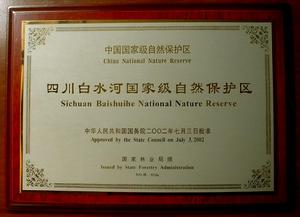 中国国家级自然保护区
China National Nature Reserve
四川白水河国家级自然保护区
Sichuan Baishuihe National Nature Reserve
中华人民共和国国务院二〇〇二年七月三日批准
Approved by the State Council on July 3, 2002
国家林业局颁
Issued by State Forestry Administration